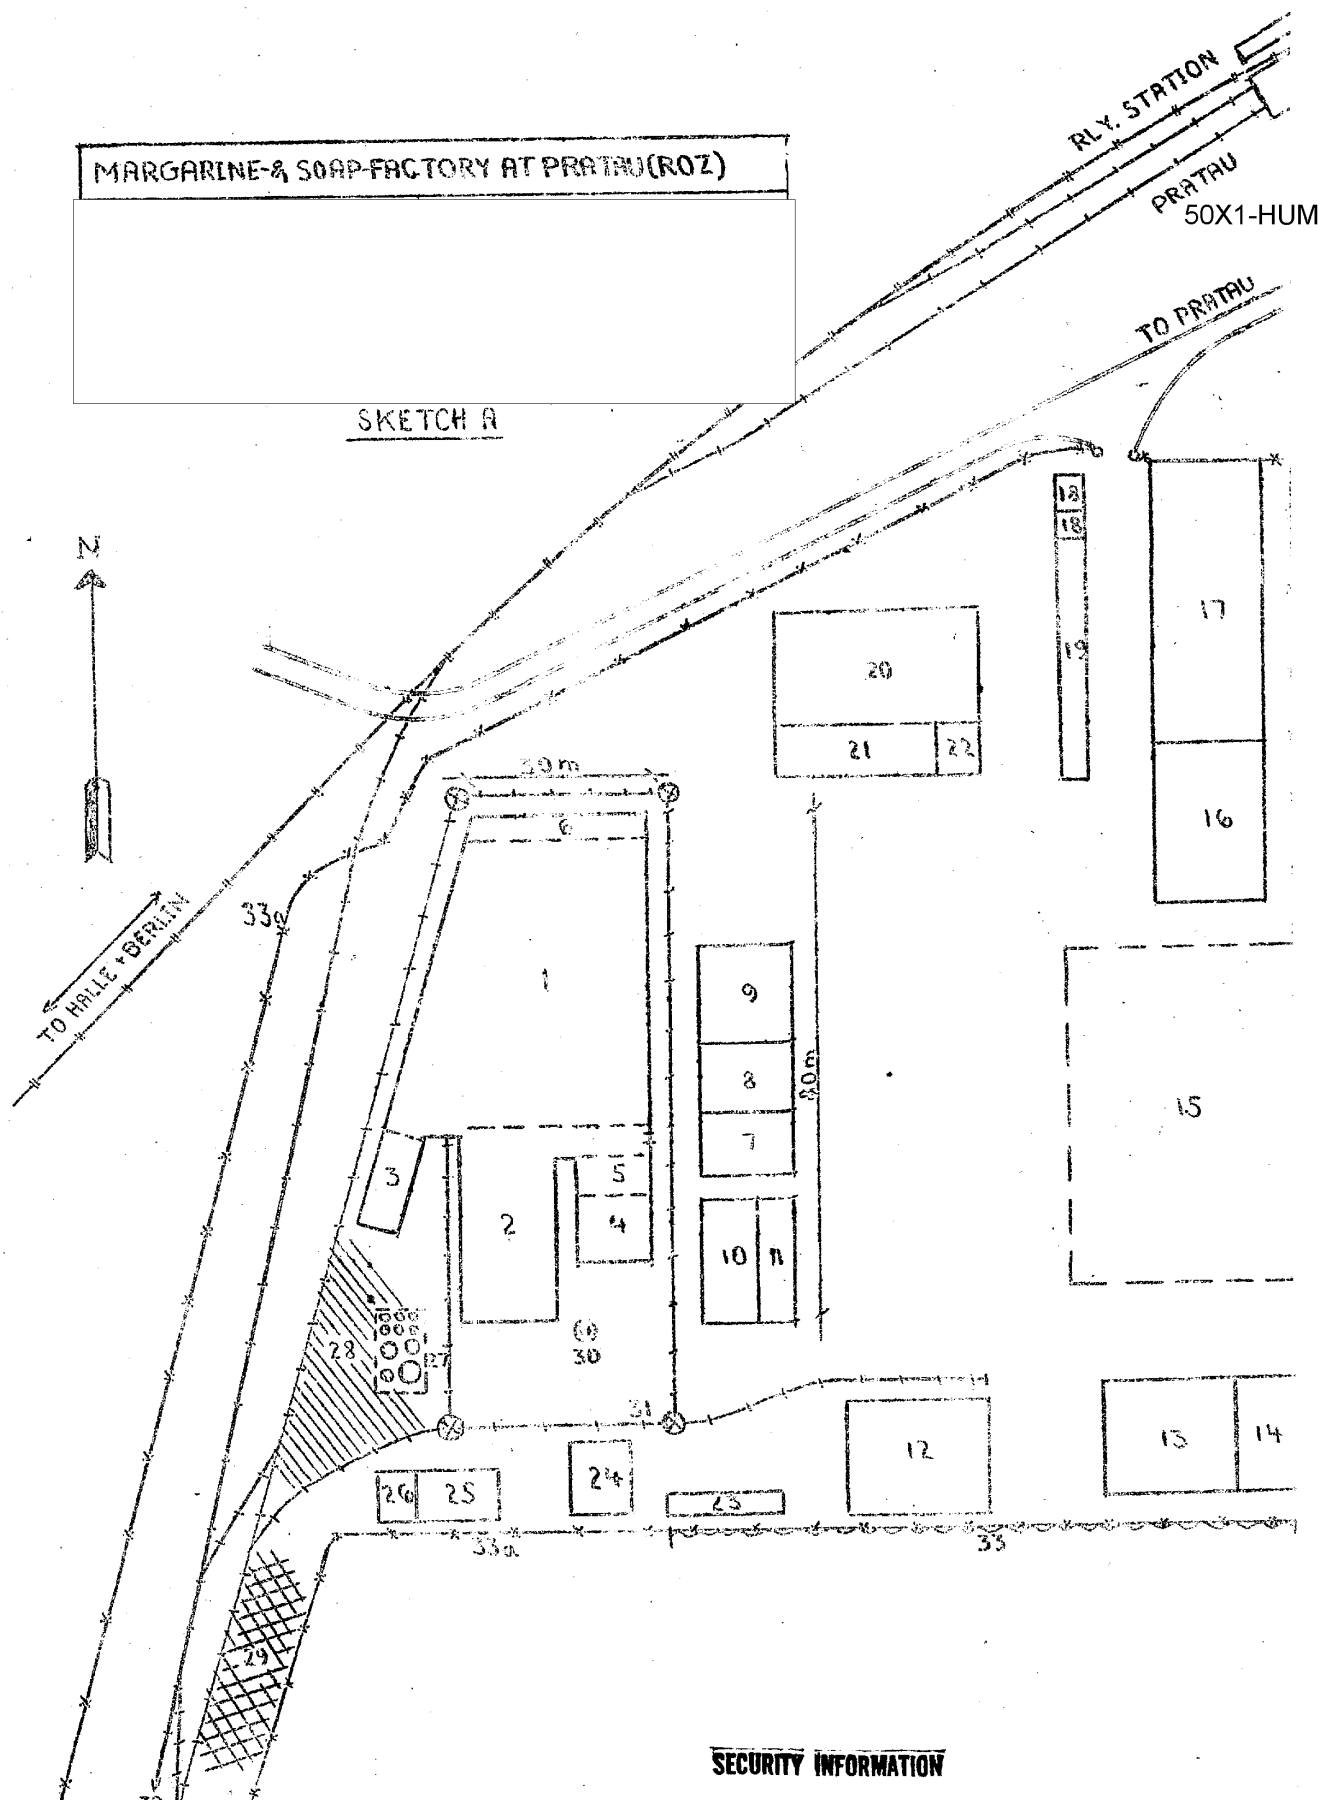 RLY. STATION
MARGARINE-& SOAP-FACTORY AT PRATAU (ROZ)
PRATAU
50X1-HUM
TO PRATAU
SKETCH A
N
18
18
17
19
20
21
22
30m
6
16
33a
TO HALLE + BERLIN
1
9
8
80m
15
7
3
5
2
4
10
11
28
27
30
31
12
13
14
26
25
24
23
33a
33
29
SECURITY INFORMATION